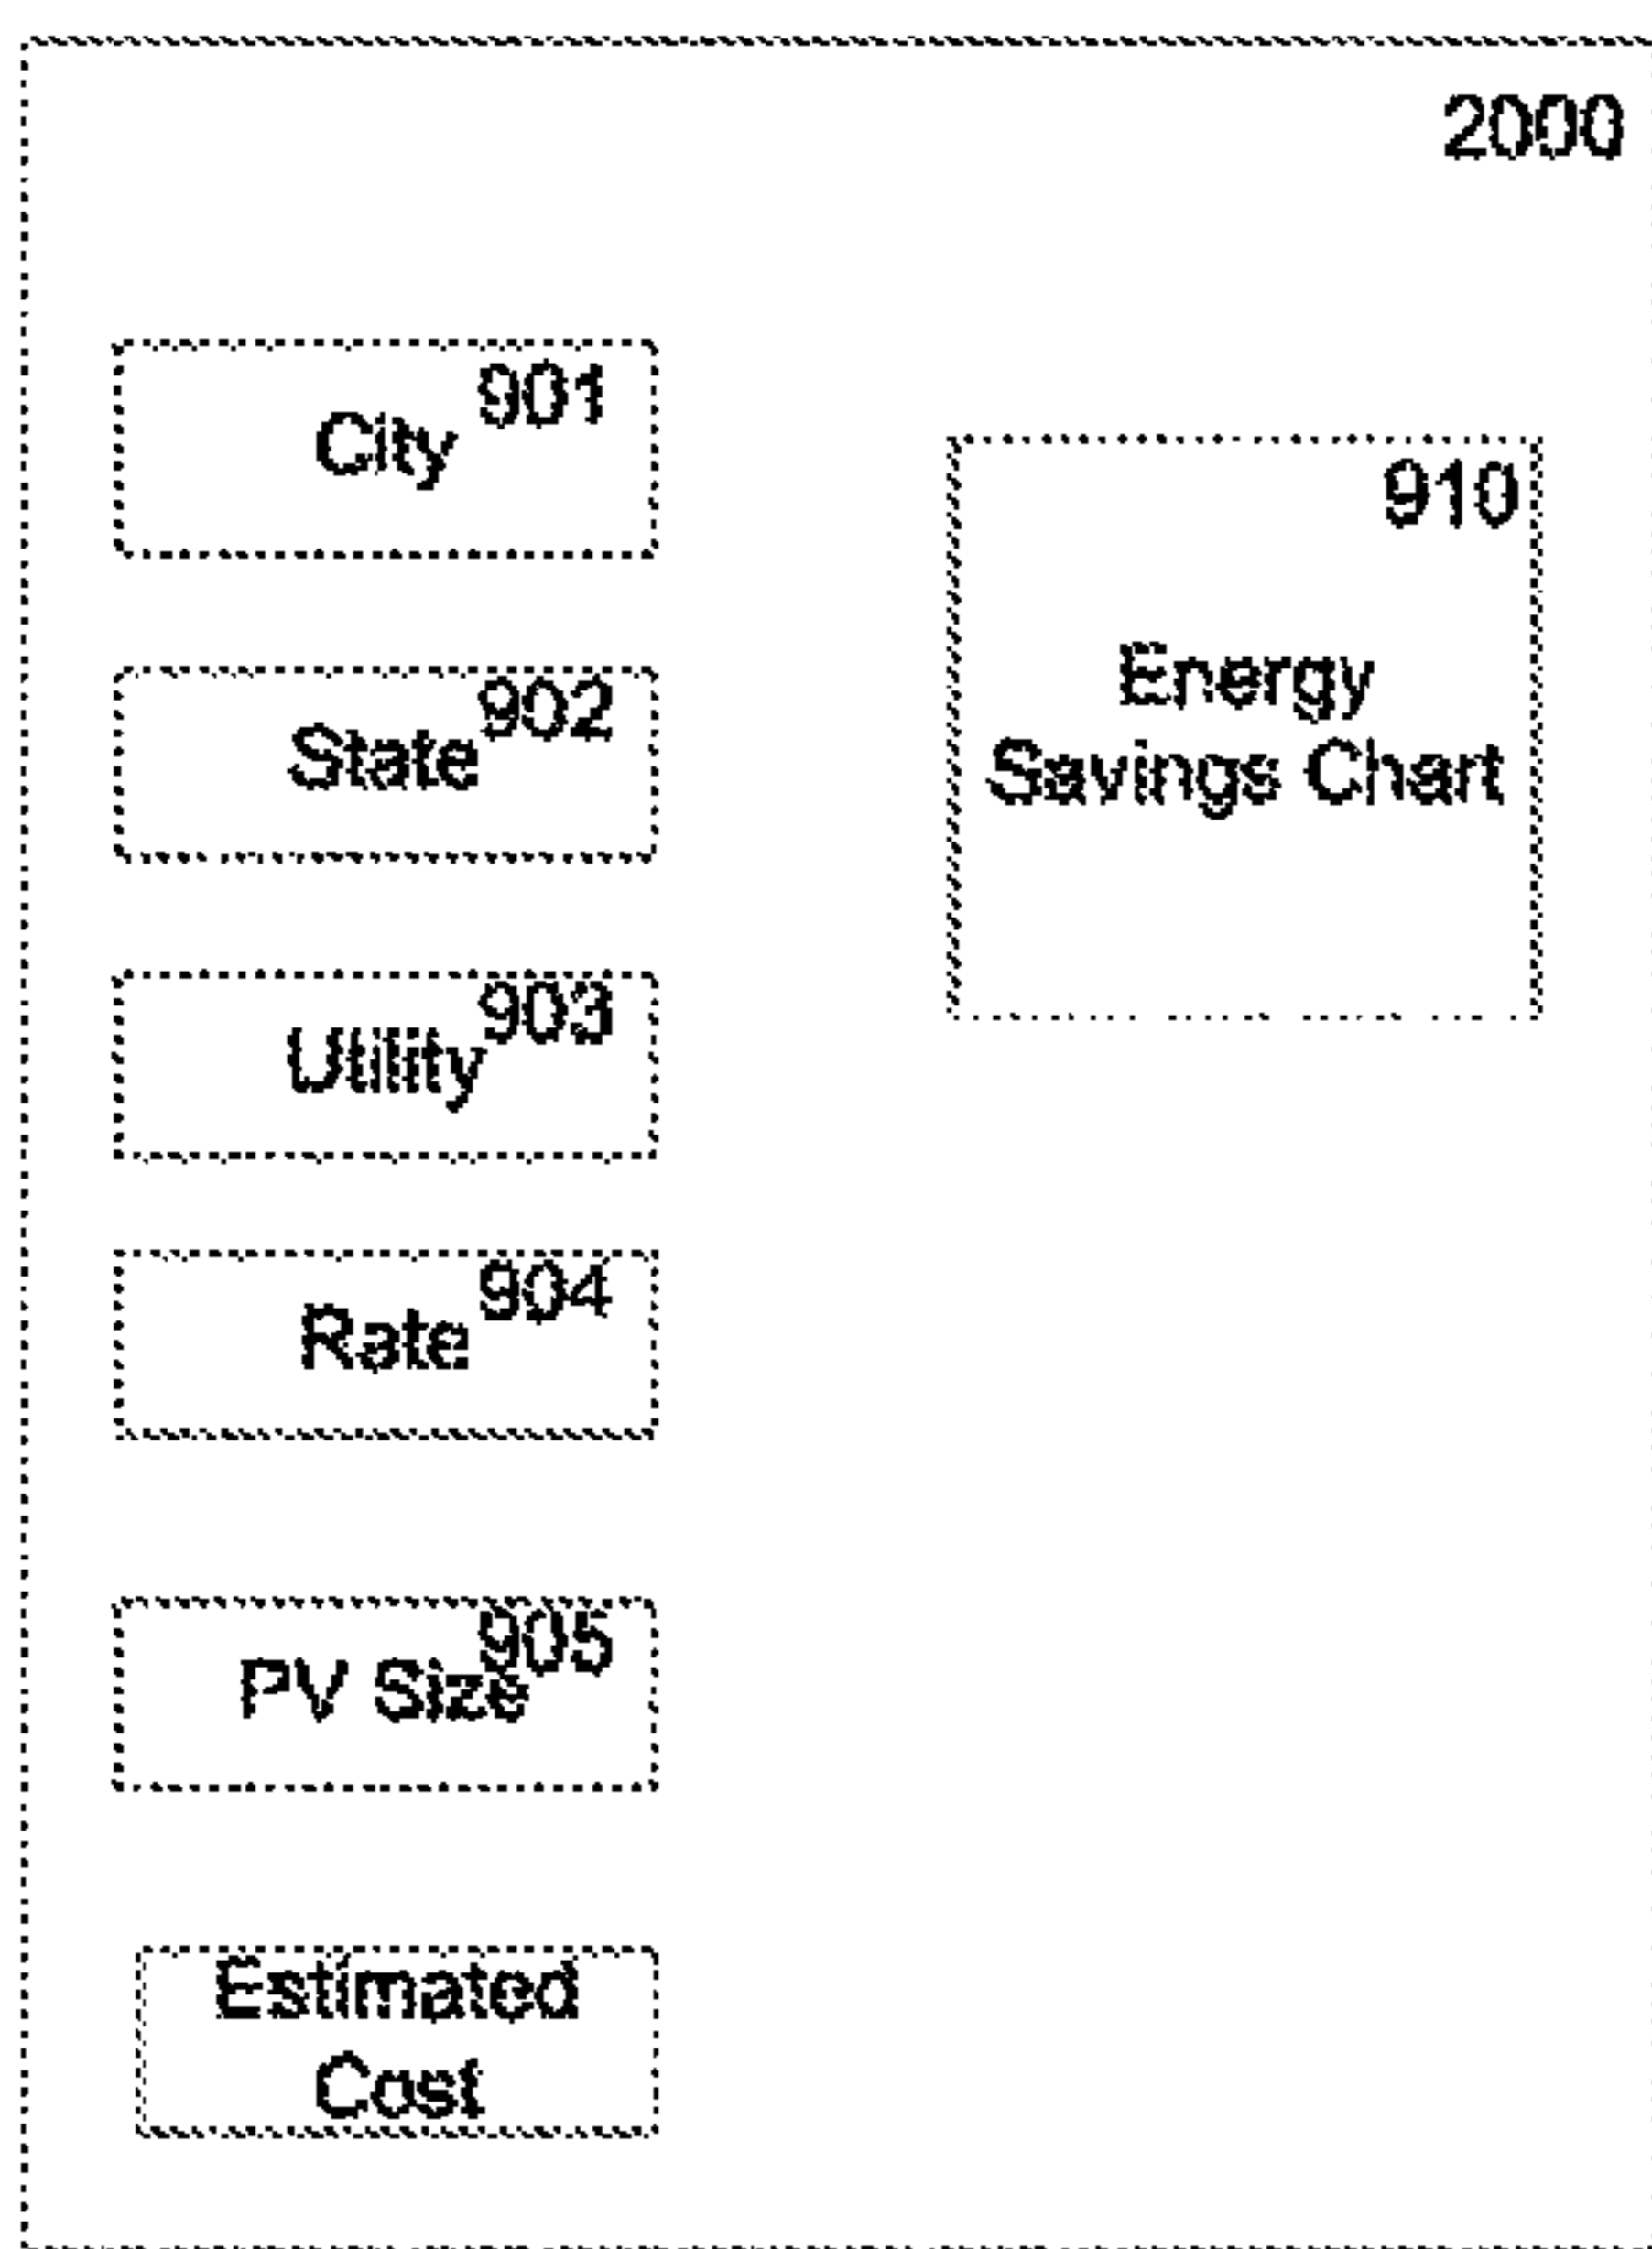 2000
901
City
910
902
State
Energy
Savings Chart
903
Utility
904
Rate
905
PV Size
Estimated
Cost